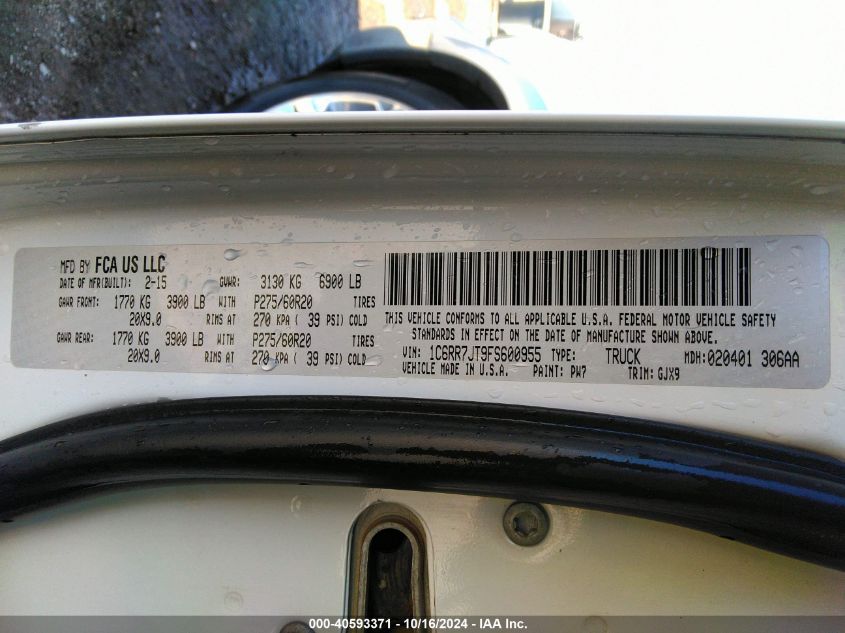 MFD BY FCA US LLC
DATE OF MFR(BUILT): 2-15 GVWR: 3130 KG 6900 LB
GAWR FRONT: 1770 KG 3900 LB WITH P275/60R20 TIRES
20X9.0 RIMS AT 270 KPA ( 39 PSI) COLD
GAWR REAR: 1770 KG 3900 LB WITH P275/60R20 TIRES
20X9.0 RIMS AT 270 KPA ( 39 PSI) COLD
THIS VEHICLE CONFORMS TO ALL APPLICABLE U.S.A. FEDERAL MOTOR VEHICLE SAFETY
STANDARDS IN EFFECT ON THE DATE OF MANUFACTURE SHOWN ABOVE.
VIN: 1C6RR7JT9FS600955 TYPE: TRUCK MDH:020401 306AA
VEHICLE MADE IN U.S.A. PAINT: PW7 TRIM: GJX9
000-40593371 - 10/16/2024 - IAA Inc.